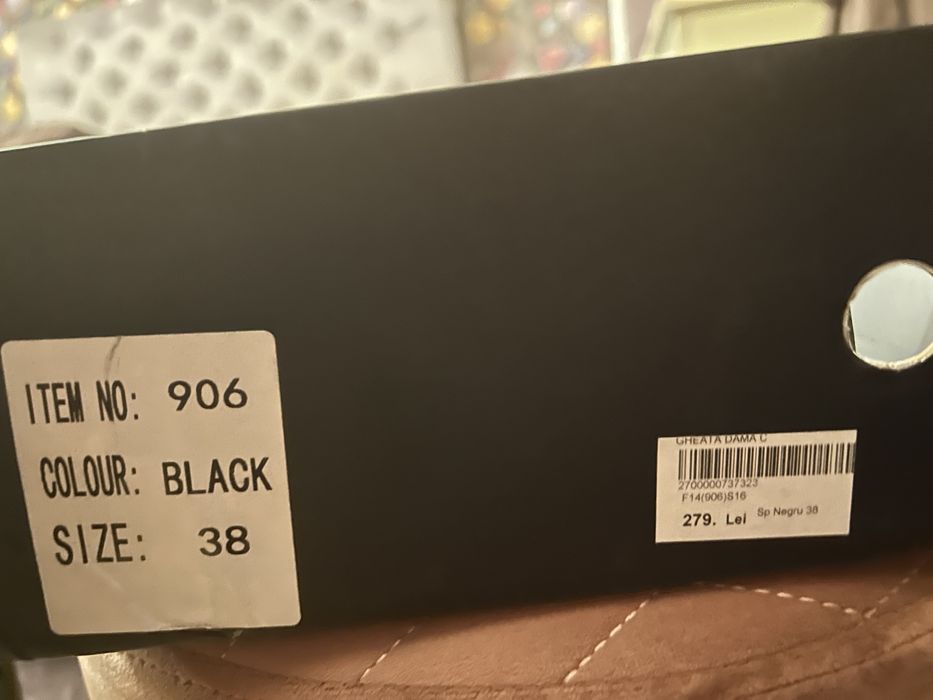 ITEM NO: 906
COLOUR: BLACK
SIZE: 38
GHEATA DAMA C
2700000737323
F14(906)S16
279. Lei Sp Negru 38